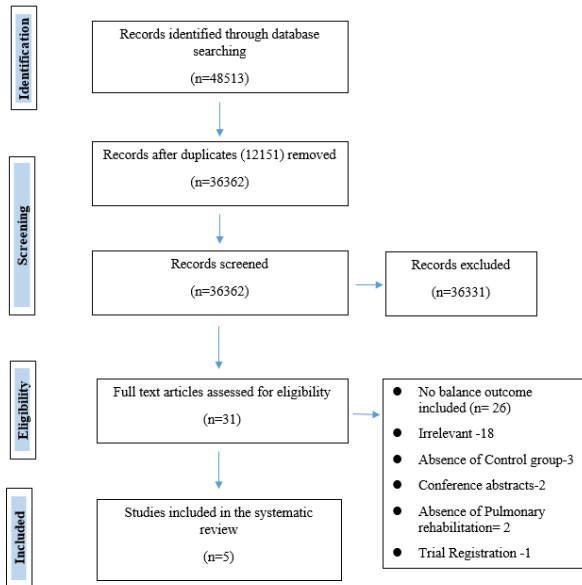 Identification
Records identified through database
searching
(n=48513)
Records after duplicates (12151) removed
(n=36362)
Screening
Records screened
(n=36362)
Records excluded
(n=36331)
Eligibility
Full text articles assessed for eligibility
(n=31)
● No balance outcome
included (n= 26)
● Irrelevant -18
● Absence of Control group-3
● Conference abstracts-2
● Absence of Pulmonary
rehabilitation= 2
● Trial Registration -1
Included
Studies included in the systematic
review
(n=5)